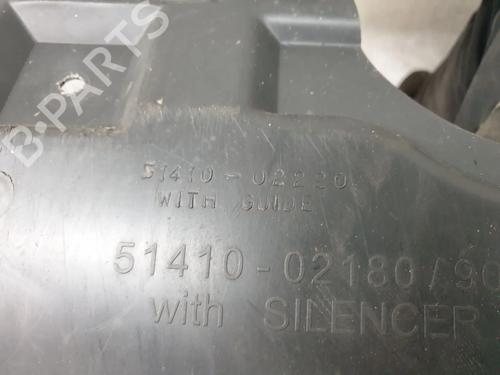 B-PARTS
51410-02220
WITH GUIDE
51410-02180/90
with SILENCER